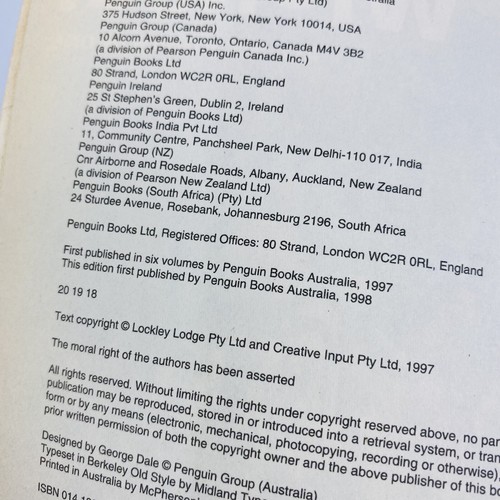 Penguin Group (USA) Inc.
375 Hudson Street, New York, New York 10014, USA
Penguin Group (Canada)
10 Alcorn Avenue, Toronto, Ontario, Canada M4V 3B2
(a division of Pearson Penguin Canada Inc.)
Penguin Books Ltd
80 Strand, London WC2R 0RL, England
Penguin Ireland
25 St Stephen's Green, Dublin 2, Ireland
(a division of Penguin Books Ltd)
Penguin Books India Pvt Ltd
11, Community Centre, Panchsheel Park, New Delhi-110 017, India
Penguin Group (NZ)
Cnr Airborne and Rosedale Roads, Albany, Auckland, New Zealand
(a division of Pearson New Zealand Ltd)
Penguin Books (South Africa) (Pty) Ltd
24 Sturdee Avenue, Rosebank, Johannesburg 2196, South Africa
Penguin Books Ltd, Registered Offices: 80 Strand, London WC2R 0RL, England
First published in six volumes by Penguin Books Australia, 1997
This edition first published by Penguin Books Australia, 1998
20 19 18
Text copyright © Lockley Lodge Pty Ltd and Creative Input Pty Ltd, 1997
The moral right of the authors has been asserted
All rights reserved. Without limiting the rights under copyright reserved above, no par
publication may be reproduced, stored in or introduced into a retrieval system, or tran
form or by any means (electronic, mechanical, photocopying, recording or otherwise),
prior written permission of both the copyright owner and the above publisher of this bo
Designed by George Dale © Penguin Group (Australia)
Typeset in Berkeley Old Style by Midland Typ
Printed in Australia by McPherson
ISBN 014